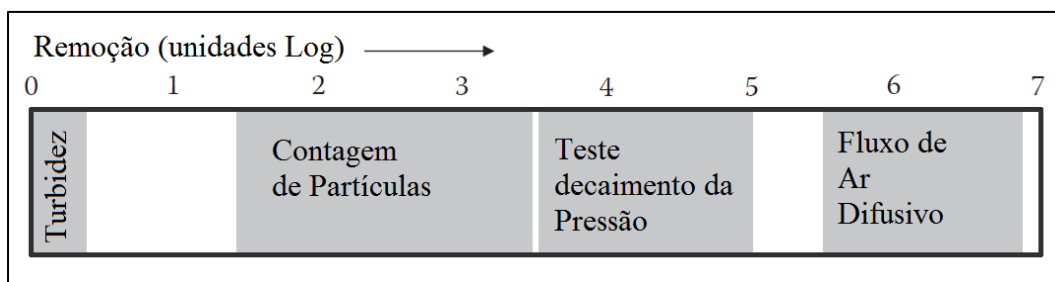 Remoção (unidades Log)
0 1 2 3 4 5 6 7
Turbidez
Contagem
de Partículas
Teste
decaimento da
Pressão
Fluxo de
Ar
Difusivo